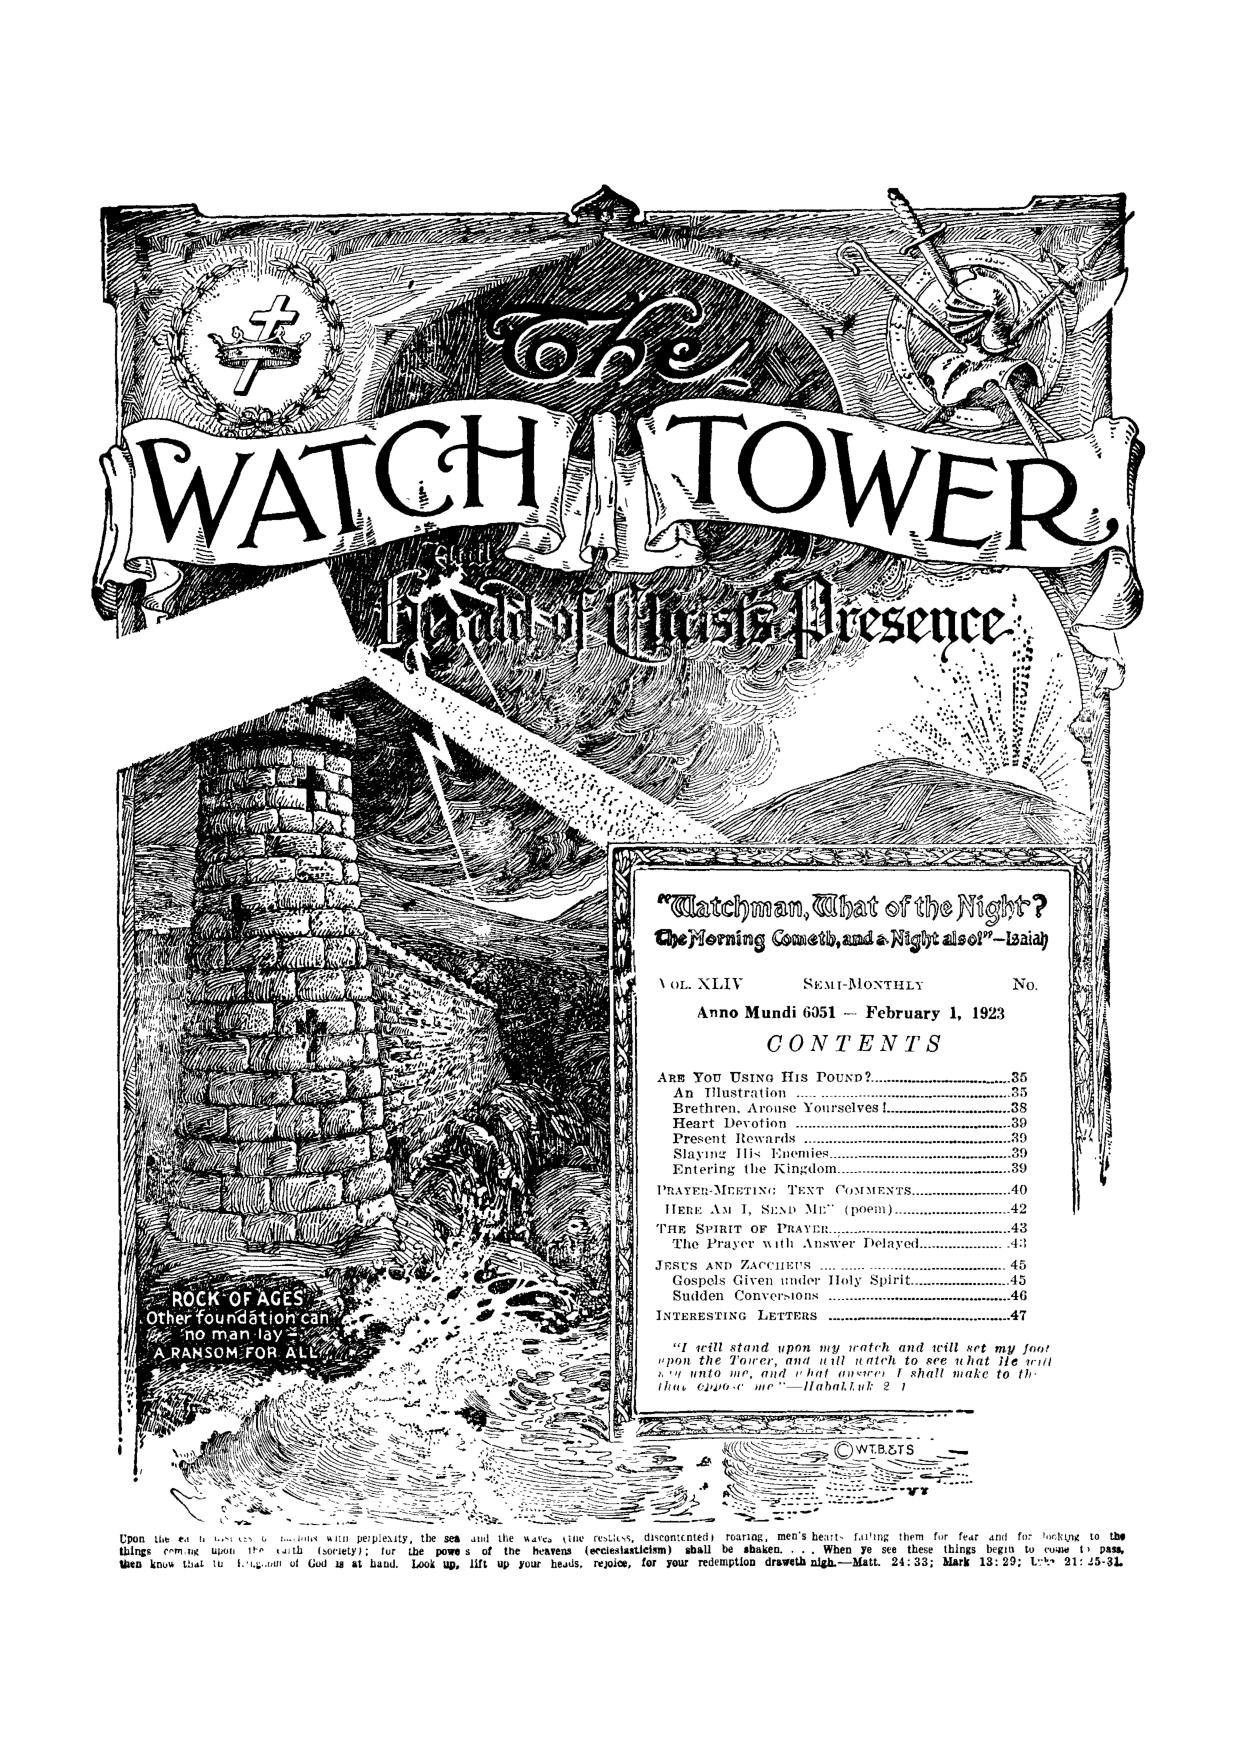 The
WATCH TOWER
And
Herald of Christ's Presence
"Watchman, What of the Night?
The Morning Cometh, and a Night also!"—Isaiah
VOL. XLIV SEMI-MONTHLY No.
Anno Mundi 6051 — February 1, 1923
CONTENTS
ARE YOU USING HIS POUND?..........35
An Illustration ..........35
Brethren, Arouse Yourselves!..........38
Heart Devotion ..........39
Present Rewards ..........39
Slaying His Enemies..........39
Entering the Kingdom..........39
PRAYER-MEETING TEXT COMMENTS..........40
HERE AM I, SEND ME" (poem)..........42
THE SPIRIT OF PRAYER..........43
The Prayer with Answer Delayed..........43
JESUS AND ZACCHEUS ..........45
Gospels Given under Holy Spirit..........45
Sudden Conversions ..........46
INTERESTING LETTERS ..........47
"I will stand upon my watch and will set my foot
upon the Tower, and will watch to see what He will
say unto me, and what answer I shall make to
that oppose me"—Habakkuk 2 1
ROCK OF AGES
Other foundation can
no man lay
A RANSOM FOR ALL
© W.T.B.&T.S
Upon the with perplexity, the sea and the waves (the restless, discontented) roaring, men's hearts failing them for fear and for looking to the
things coming upon the earth (society); for the powers of the heavens (ecclesiasticism) shall be shaken. . . . When ye see these things begin to come to pass,
then know that of God is at hand. Look up, lift up your heads, rejoice, for your redemption draweth nigh.—Matt. 24:33; Mark 13:29; Luke 21:25-31.